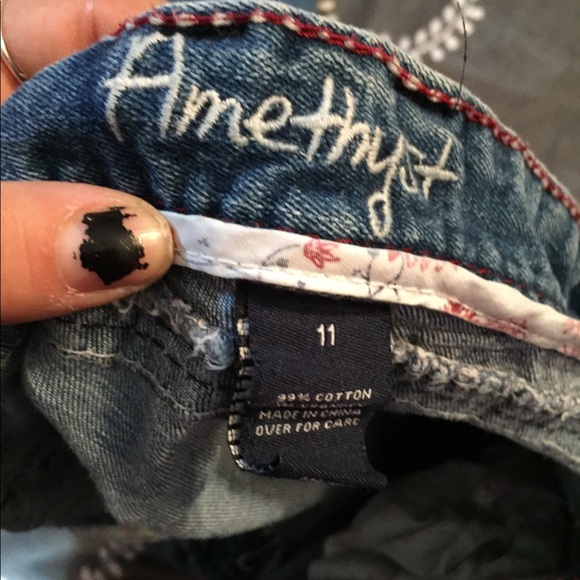 Amethyst
11
99% COTTON
MADE IN CHINA
OVER FOR CARE